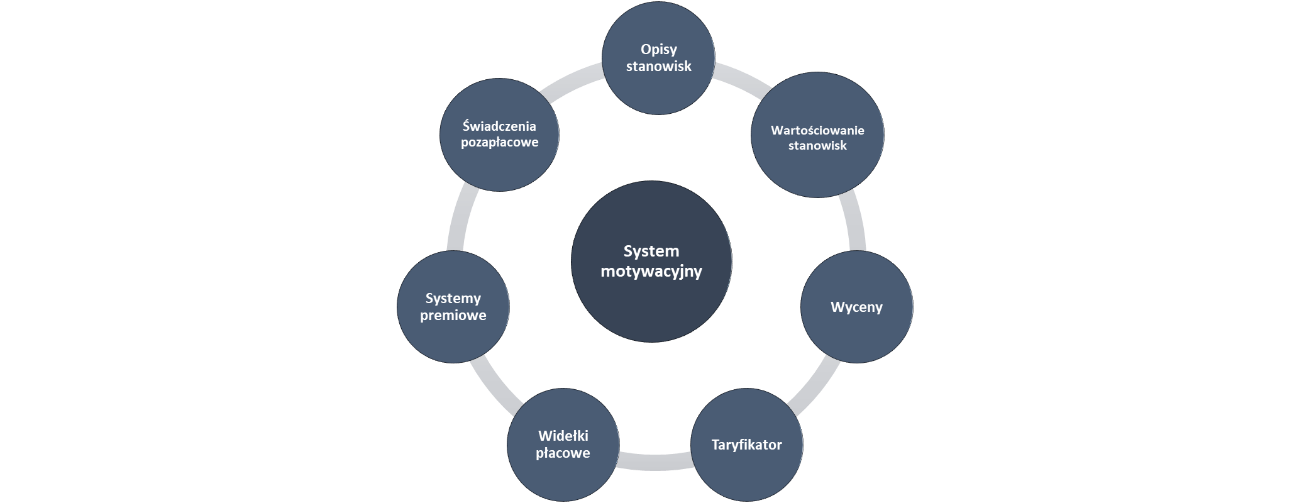 Opisy
stanowisk
Wartościowanie
stanowisk
Wyceny
Taryfikator
Widełki
płacowe
Systemy
premiowe
Świadczenia
pozapłacowe
System
motywacyjny